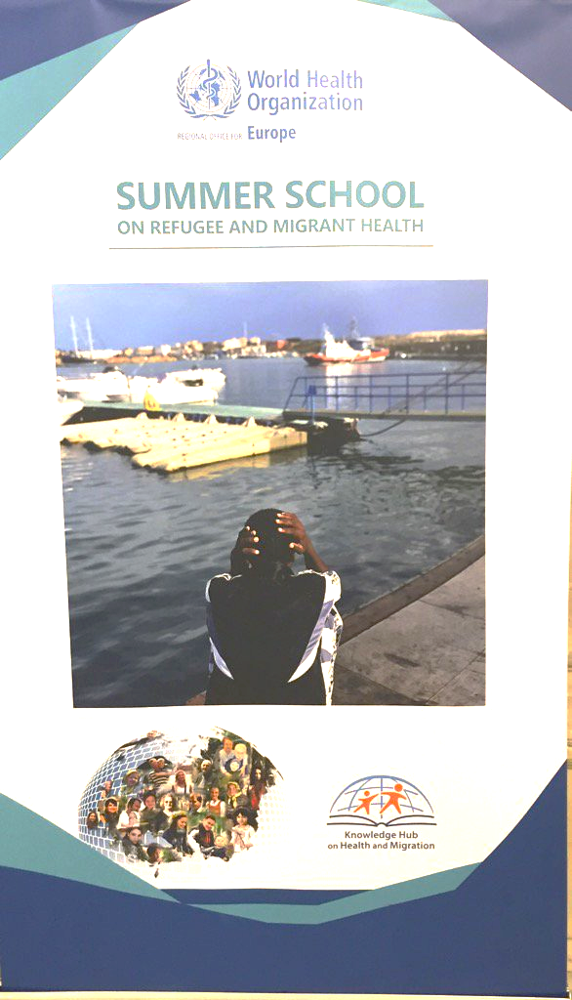 World Health
Organization
REGIONAL OFFICE FOR Europe
SUMMER SCHOOL
ON REFUGEE AND MIGRANT HEALTH
Knowledge Hub
on Health and Migration